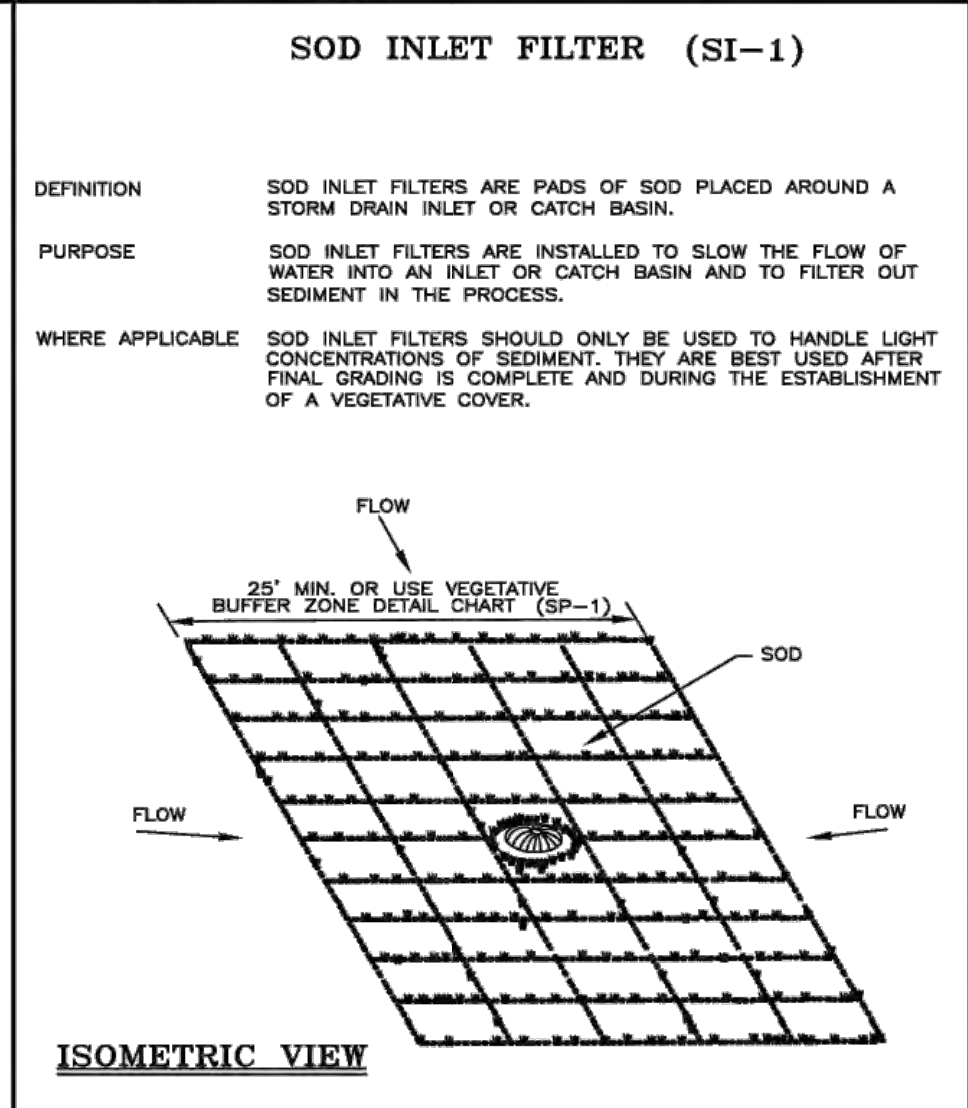 SOD INLET FILTER (SI-1)
DEFINITION SOD INLET FILTERS ARE PADS OF SOD PLACED AROUND A
STORM DRAIN INLET OR CATCH BASIN.
PURPOSE SOD INLET FILTERS ARE INSTALLED TO SLOW THE FLOW OF
WATER INTO AN INLET OR CATCH BASIN AND TO FILTER OUT
SEDIMENT IN THE PROCESS.
WHERE APPLICABLE SOD INLET FILTERS SHOULD ONLY BE USED TO HANDLE LIGHT
CONCENTRATIONS OF SEDIMENT. THEY ARE BEST USED AFTER
FINAL GRADING IS COMPLETE AND DURING THE ESTABLISHMENT
OF A VEGETATIVE COVER.
FLOW
25' MIN. OR USE VEGETATIVE
BUFFER ZONE DETAIL CHART (SP-1)
SOD
FLOW
FLOW
ISOMETRIC VIEW